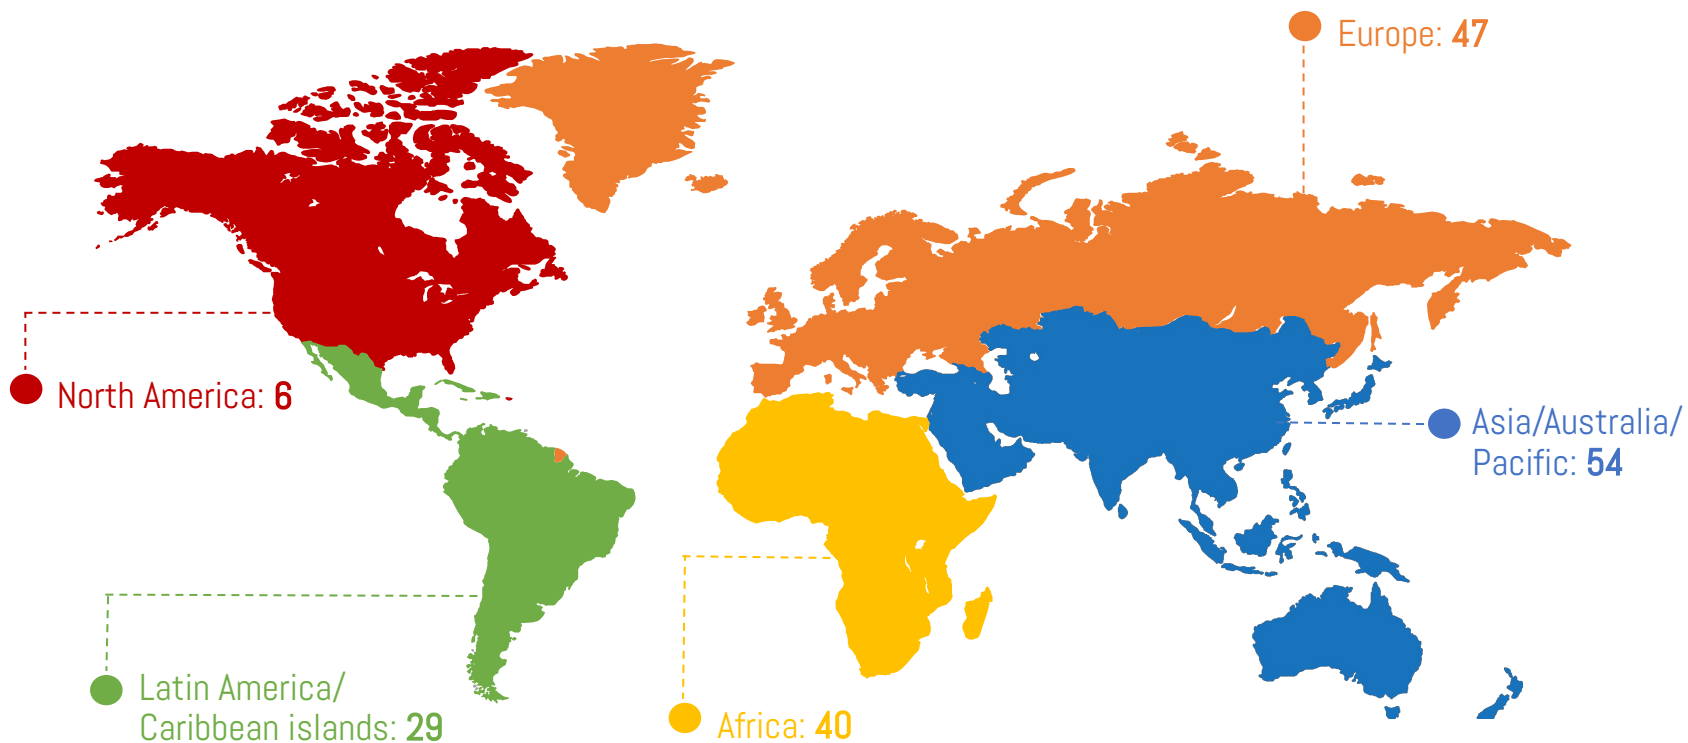 Europe: 47
North America: 6
Asia/Australia/
Pacific: 54
Latin America/
Caribbean islands: 29
Africa: 40